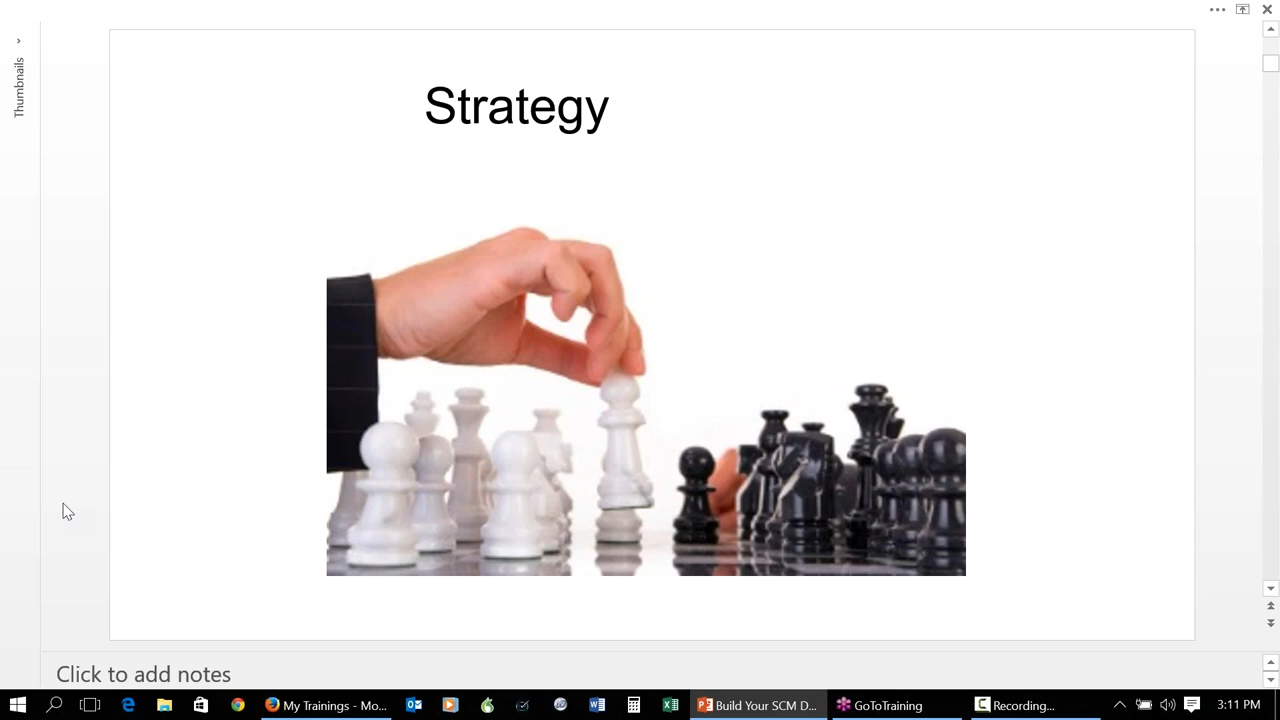 Thumbnails
Strategy
Click to add notes
My Trainings - Mo...
Build Your SCM D...
GoToTraining
Recording...
3:11 PM